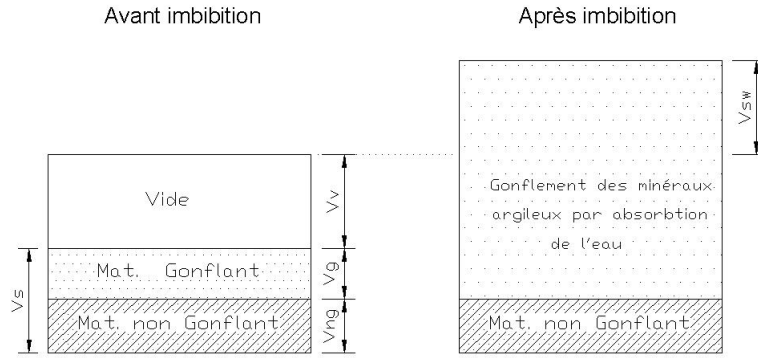 Avant imbibition
Après imbibition
Vide
Mat. Gonflant
Mat. non Gonflant
Vs
Vv
Vg
Vng
Gonflement des minéraux
argileux par absorbtion
de l'eau
Mat. non Gonflant
Vsw